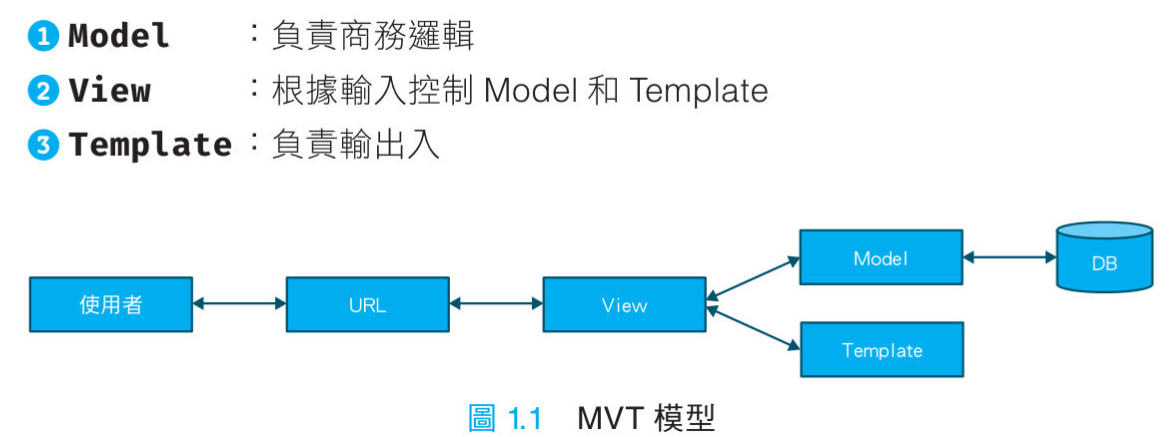 1 Model ：負責商務邏輯
2 View ：根據輸入控制 Model 和 Template
3 Template ：負責輸出入
Model
DB
使用者
URL
View
Template
圖 1.1 MVT 模型